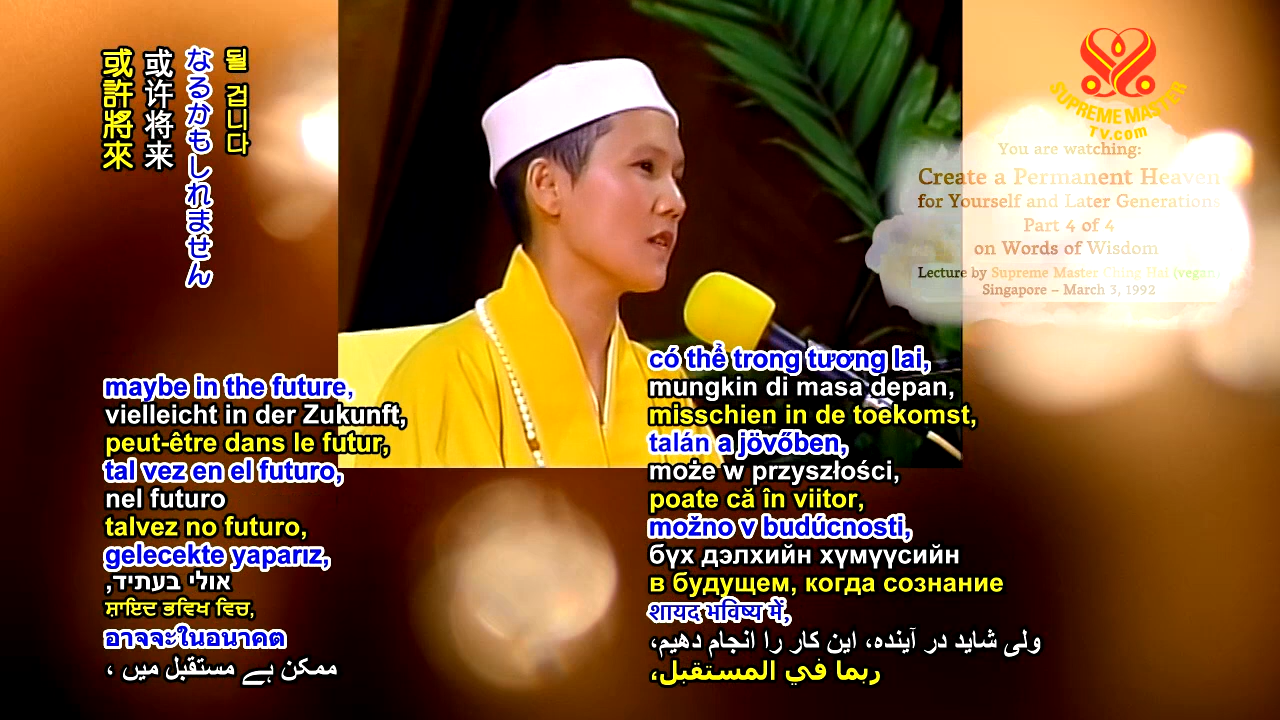 或許將來
或许将来
なるかもしれません
될 겁니다
SUPREME MASTER
TV.com
You are watching:
Create a Permanent Heaven
for Yourself and Later Generations
Part 4 of 4
on Words of Wisdom
Lecture by Supreme Master Ching Hai (vegan)
Singapore – March 3, 1992
maybe in the future,
vielleicht in der Zukunft,
peut-être dans le futur,
tal vez en el futuro,
nel futuro
talvez no futuro,
gelecekte yaparız,
אולי בעתיד,
ਸ਼ਾਇਦ ਭਵਿਖ ਵਿਚ,
อาจจะในอนาคต
ممکن ہے مستقبل میں ،
có thể trong tương lai,
mungkin di masa depan,
misschien in de toekomst,
talán a jövőben,
może w przyszłości,
poate că în viitor,
možno v budúcnosti,
бүх дэлхийн хүмүүсийн
в будущем, когда сознание
शायद भविष्य में,
ولی شاید در آینده، این کار را انجام دهیم،
ربما في المستقبل،